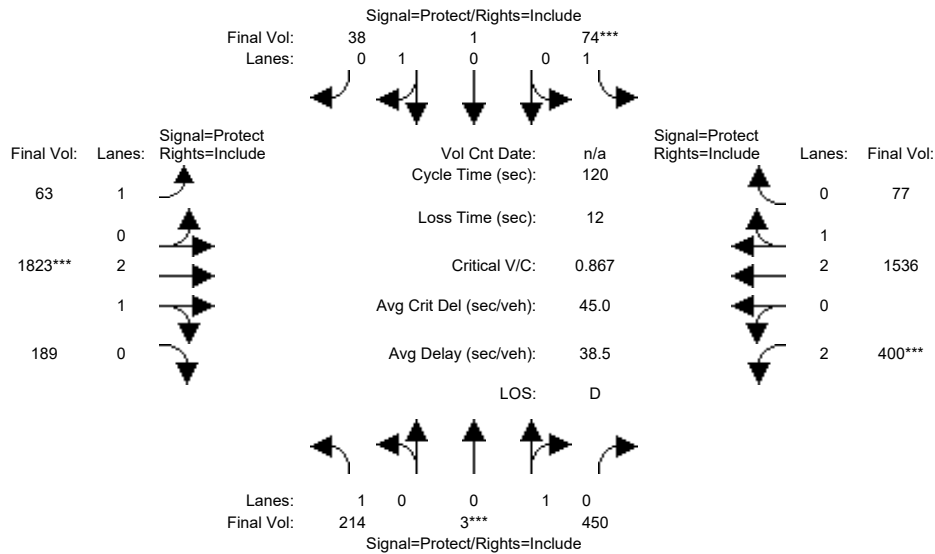 Signal=Protect/Rights=Include
Final Vol: 38 1 74***
Lanes: 0 1 0 0 1
Signal=Protect
Final Vol: Lanes: Rights=Include
Vol Cnt Date: n/a
Signal=Protect
Rights=Include Lanes: Final Vol:
Cycle Time (sec): 120
63 1 0 77
Loss Time (sec): 12
0 1
1823*** 2 Critical V/C: 0.867 2 1536
1 Avg Crit Del (sec/veh): 45.0 0
189 0 Avg Delay (sec/veh): 38.5 2 400***
LOS: D
Lanes: 1 0 0 1 0
Final Vol: 214 3*** 450
Signal=Protect/Rights=Include